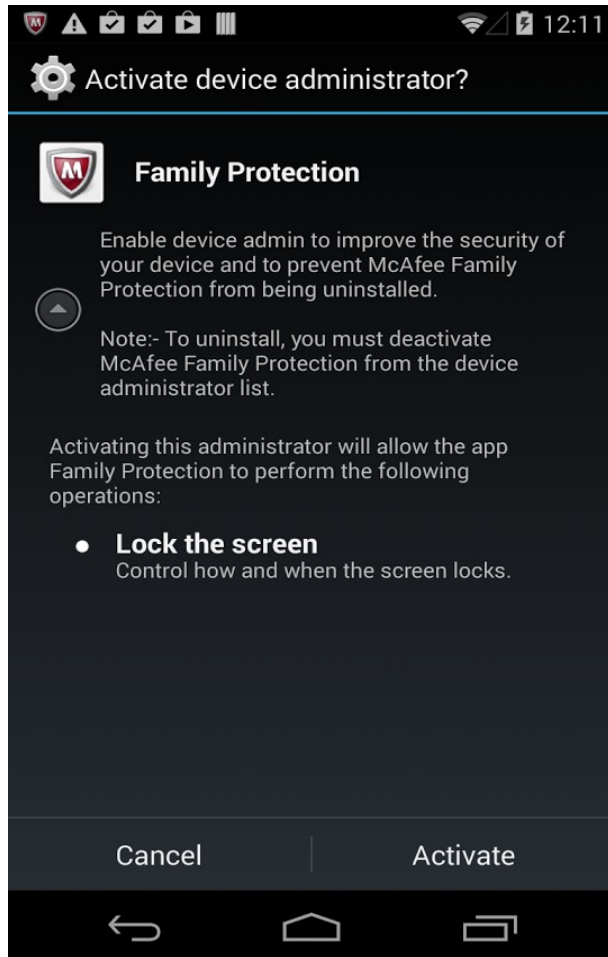 12:11
Activate device administrator?
M
Family Protection
Enable device admin to improve the security of
your device and to prevent McAfee Family
Protection from being uninstalled.
Note:- To uninstall, you must deactivate
McAfee Family Protection from the device
administrator list.
Activating this administrator will allow the app
Family Protection to perform the following
operations:
Lock the screen
Control how and when the screen locks.
Cancel
Activate